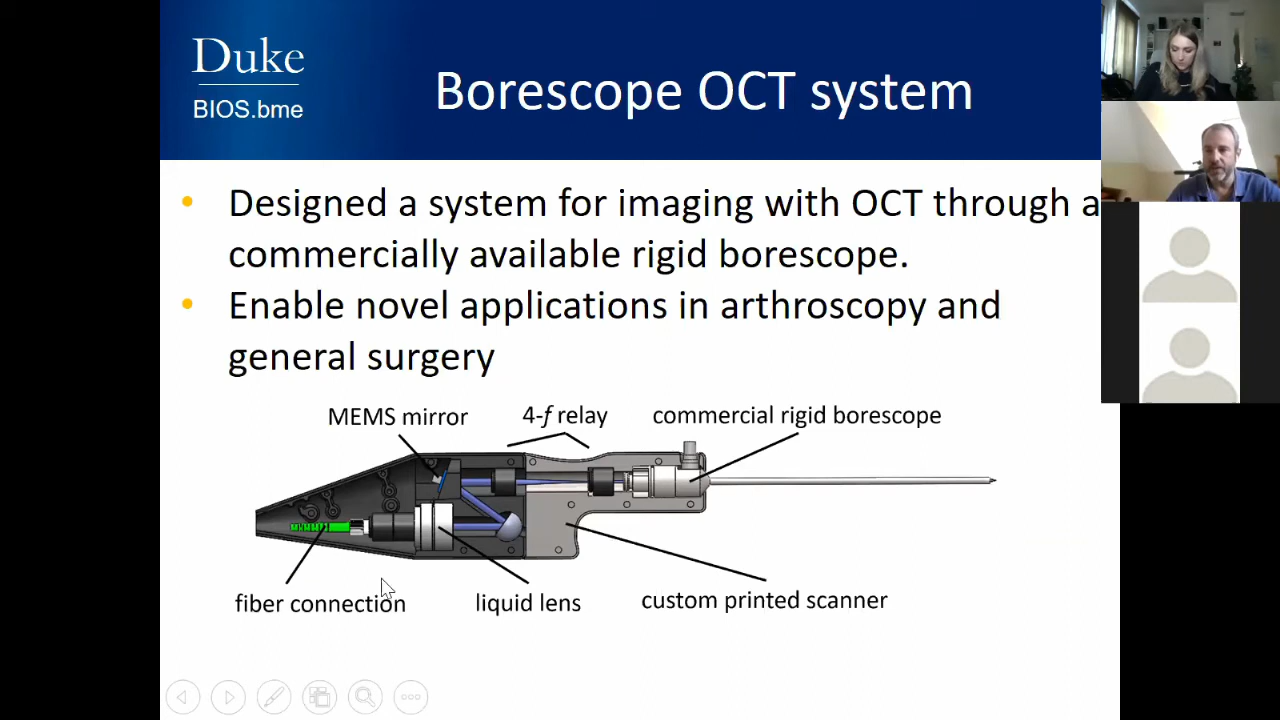 Duke
BIOS.bme
Borescope OCT system
• Designed a system for imaging with OCT through a
commercially available rigid borescope.
• Enable novel applications in arthroscopy and
general surgery
MEMS mirror
4-f relay
commercial rigid borescope
fiber connection
liquid lens
custom printed scanner